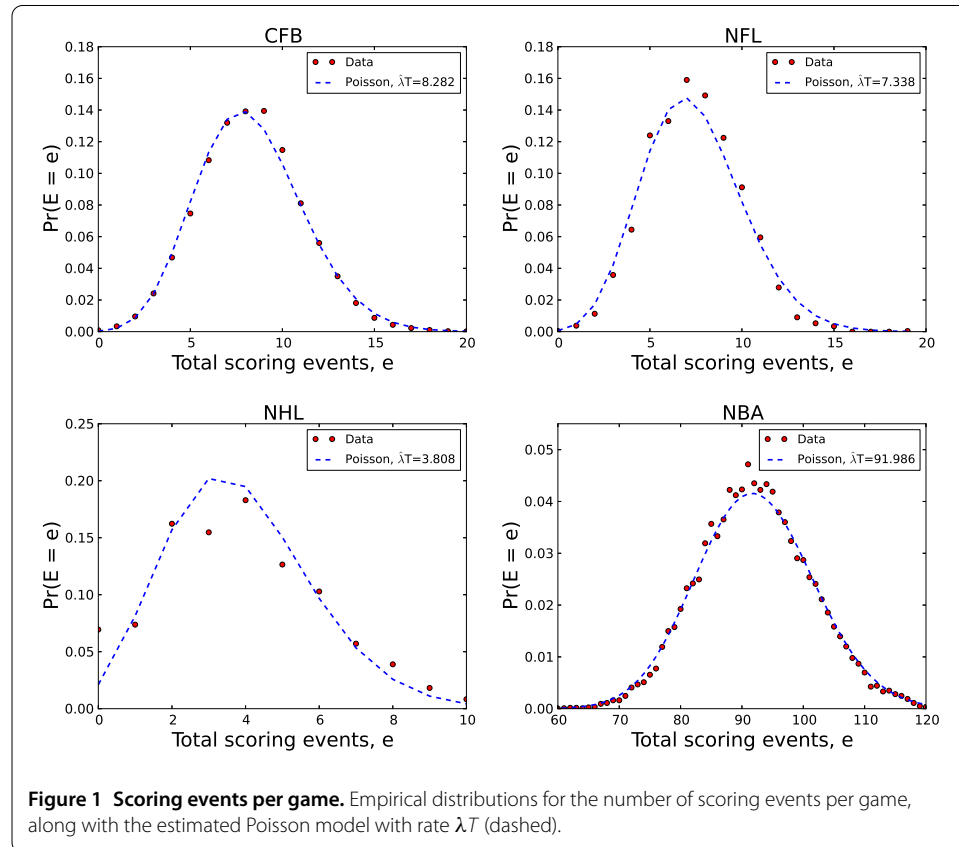 CFB
0.18
0.16
0.14
0.12
0.10
0.08
0.06
0.04
0.02
0.00
Pr(E = e)
Data
Poisson, λ̂T=8.282
0 5 10 15 20
Total scoring events, e
NFL
0.18
0.16
0.14
0.12
0.10
0.08
0.06
0.04
0.02
0.00
Pr(E = e)
Data
Poisson, λ̂T=7.338
0 5 10 15 20
Total scoring events, e
NHL
0.25
0.20
0.15
0.10
0.05
0.00
Pr(E = e)
Data
Poisson, λ̂T=3.808
0 2 4 6 8 10
Total scoring events, e
NBA
0.05
0.04
0.03
0.02
0.01
0.00
Pr(E = e)
Data
Poisson, λ̂T=91.986
60 70 80 90 100 110 120
Total scoring events, e
Figure 1 Scoring events per game. Empirical distributions for the number of scoring events per game,
along with the estimated Poisson model with rate λT (dashed).